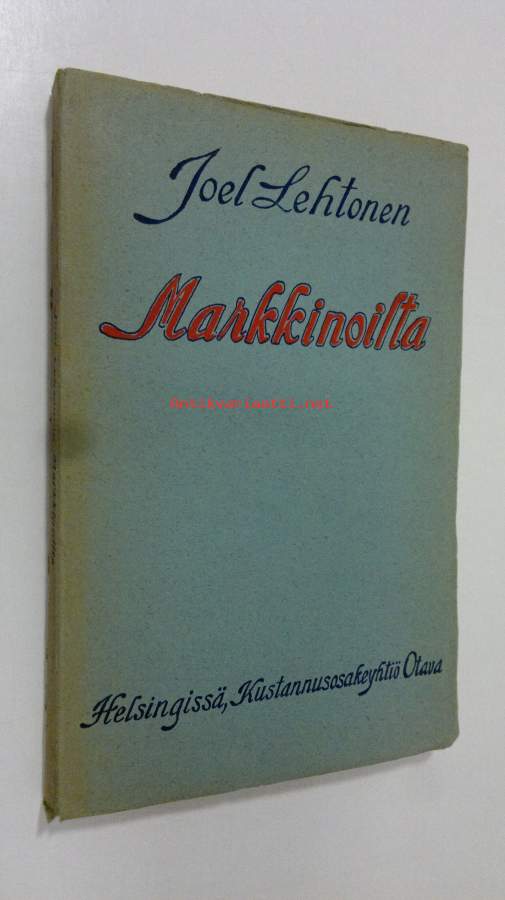 Joel Lehtonen
Markkinoilta
Antikvariaatti.net
Helsingissä, Kustannusosakeyhtiö Otava